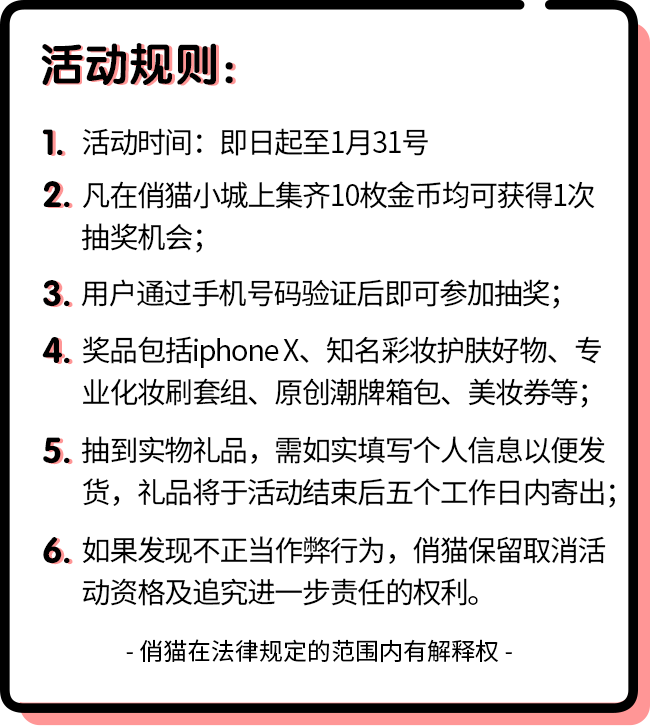 活动规则：
1. 活动时间：即日起至1月31号
2. 凡在俏猫小城上集齐10枚金币均可获得1次
抽奖机会；
3. 用户通过手机号码验证后即可参加抽奖；
4. 奖品包括iphone X、知名彩妆护肤好物、专
业化妆刷套组、原创潮牌箱包、美妆券等；
5. 抽到实物礼品，需如实填写个人信息以便发
货，礼品将于活动结束后五个工作日内寄出；
6. 如果发现不正当作弊行为，俏猫保留取消活
动资格及追究进一步责任的权利。
- 俏猫在法律规定的范围内有解释权 -